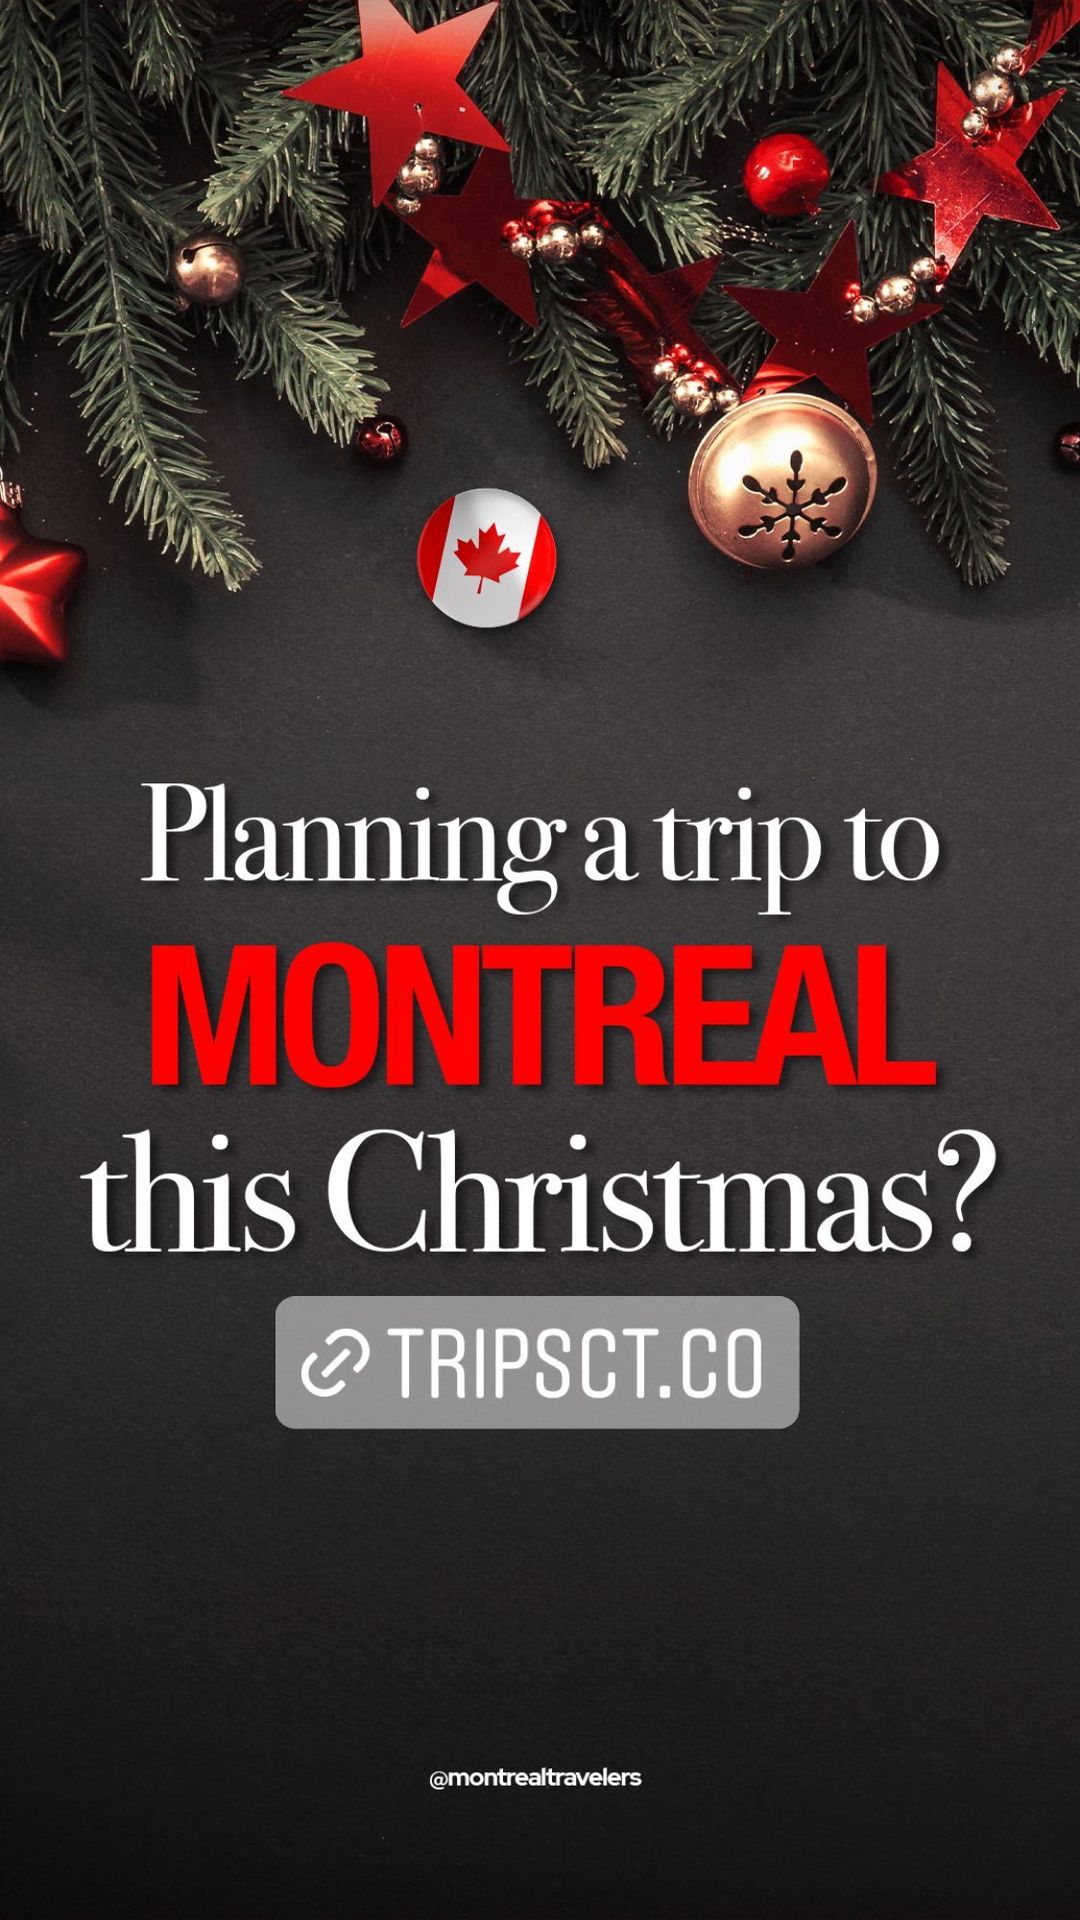 Planning a trip to
MONTREAL
this Christmas?
TRIPSCT.CO
@montrealtravelers